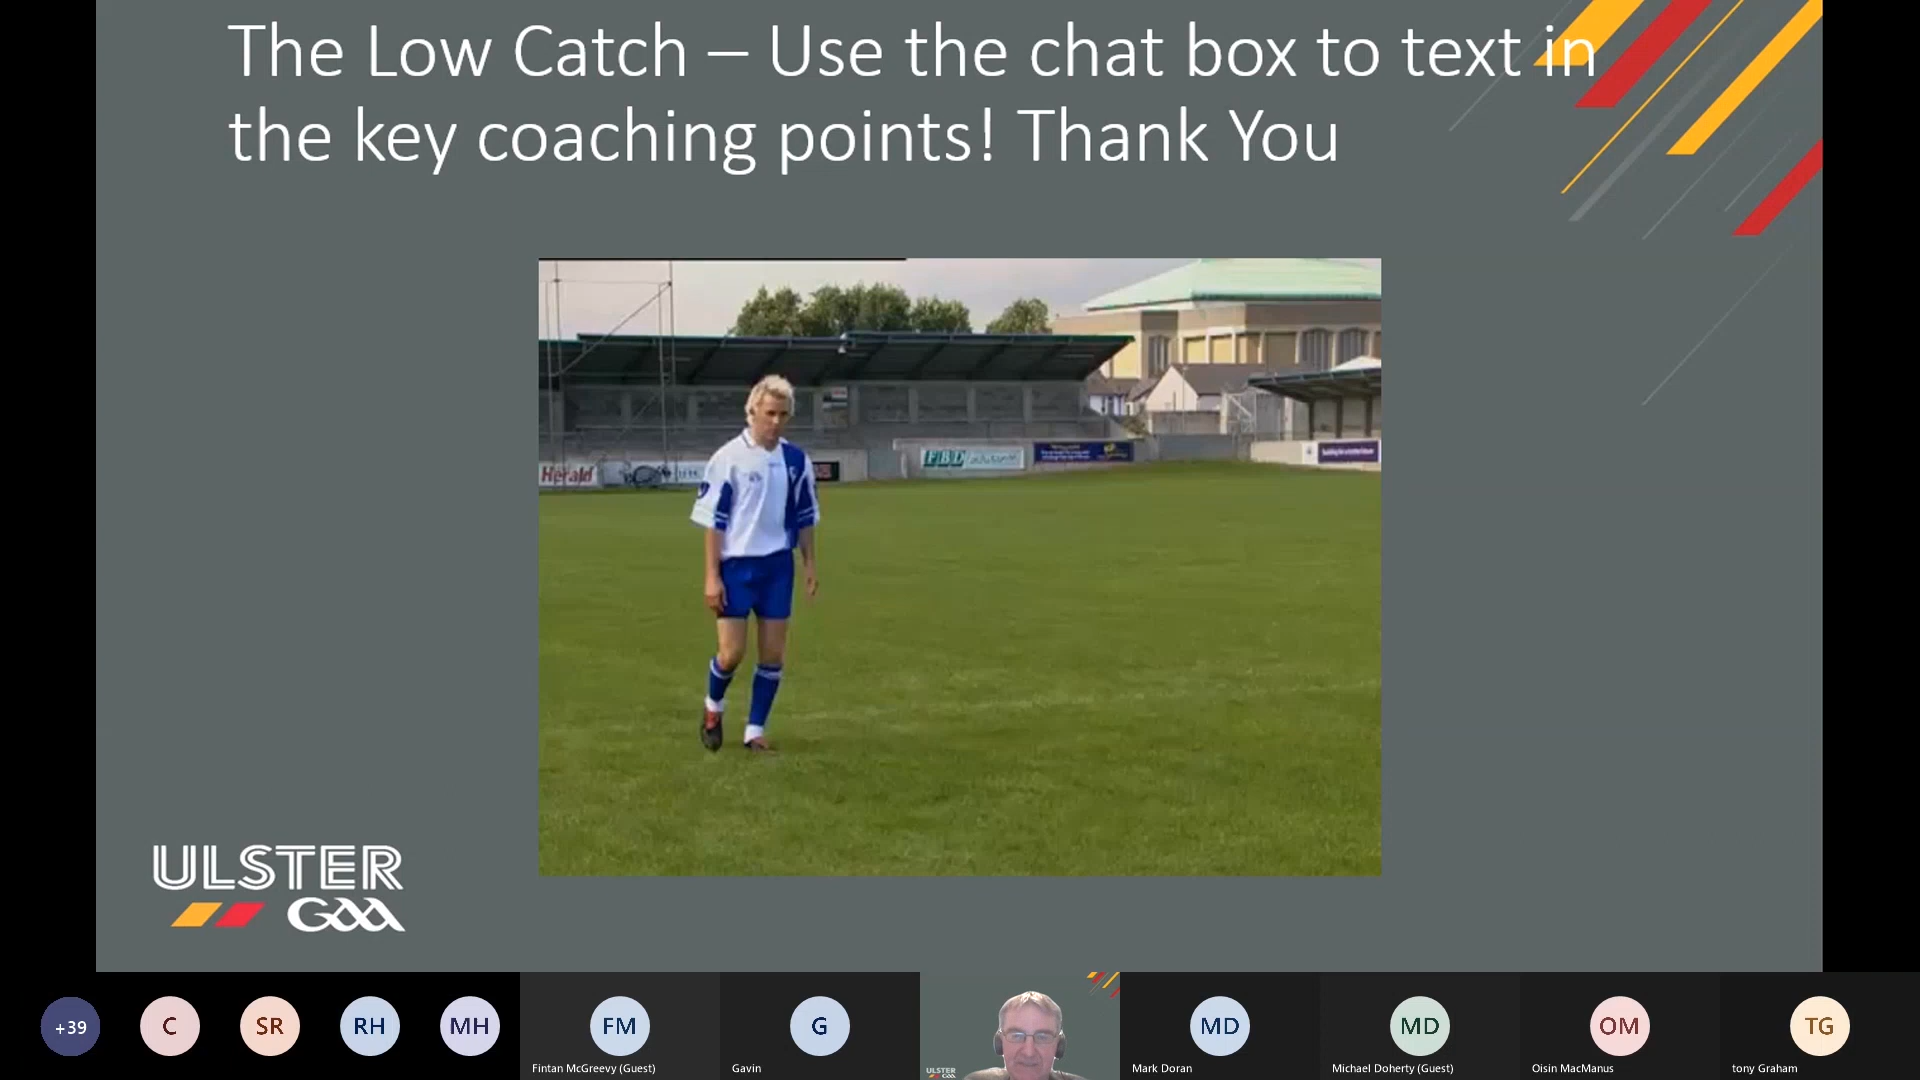 The Low Catch – Use the chat box to text in
the key coaching points! Thank You
Herald
FBD
ULSTER
GAA
+39
C
SR
RH
MH
FM
Fintan McGreevy (Guest)
G
Gavin
ULSTER
GAA
MD
Mark Doran
MD
Michael Doherty (Guest)
OM
Oisin MacManus
TG
tony Graham